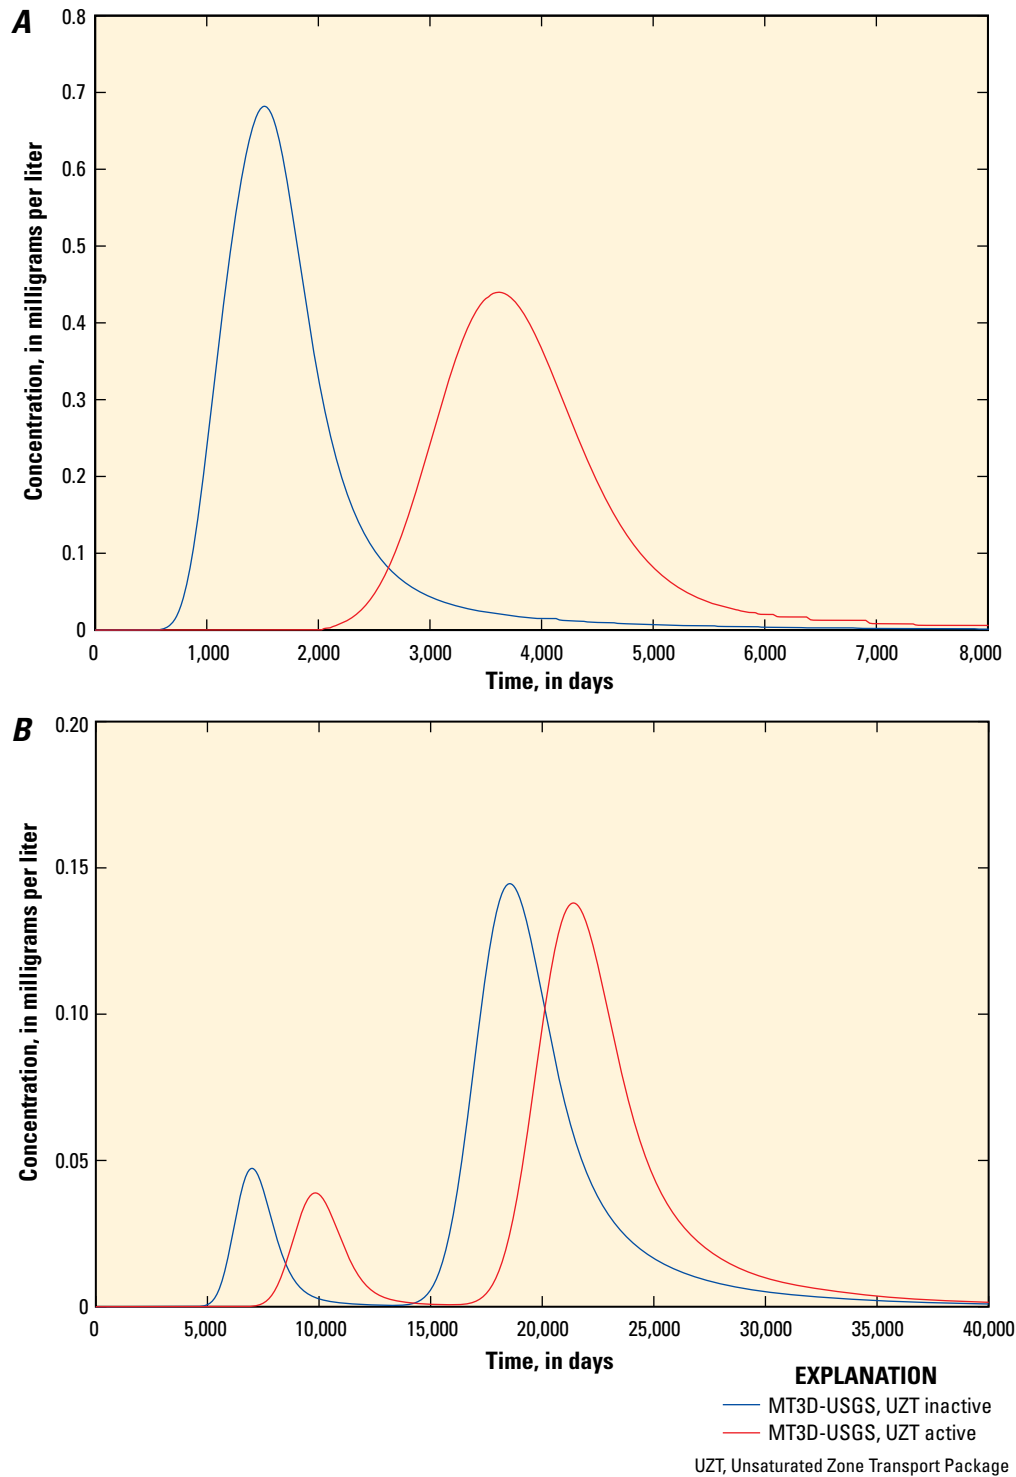 A
Concentration, in milligrams per liter
0.8
0.7
0.6
0.5
0.4
0.3
0.2
0.1
0
0 1,000 2,000 3,000 4,000 5,000 6,000 7,000 8,000
Time, in days
B
Concentration, in milligrams per liter
0.20
0.15
0.10
0.05
0
0 5,000 10,000 15,000 20,000 25,000 30,000 35,000 40,000
Time, in days
EXPLANATION
MT3D-USGS, UZT inactive
MT3D-USGS, UZT active
UZT, Unsaturated Zone Transport Package